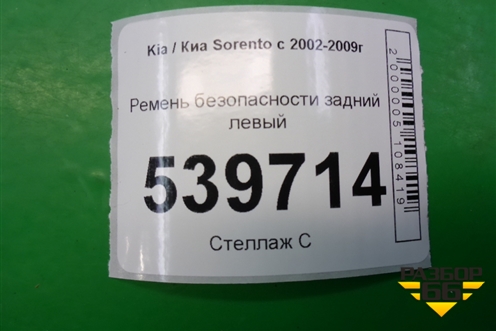 Kia / Киа Sorento с 2002-2009г
Ремень безопасности задний
левый
539714
Стеллаж С
2000005108419
РАЗБОР
66